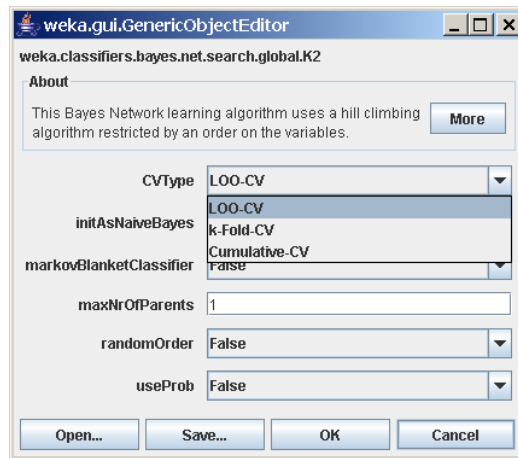 weka.gui.GenericObjectEditor
weka.classifiers.bayes.net.search.global.K2
About
This Bayes Network learning algorithm uses a hill climbing
algorithm restricted by an order on the variables.
More
CVType LOO-CV
LOO-CV
initAsNaiveBayes
k-Fold-CV
Cumulative-CV
markovBlanketClassifier False
maxNrOfParents 1
randomOrder False
useProb False
Open... Save... OK Cancel